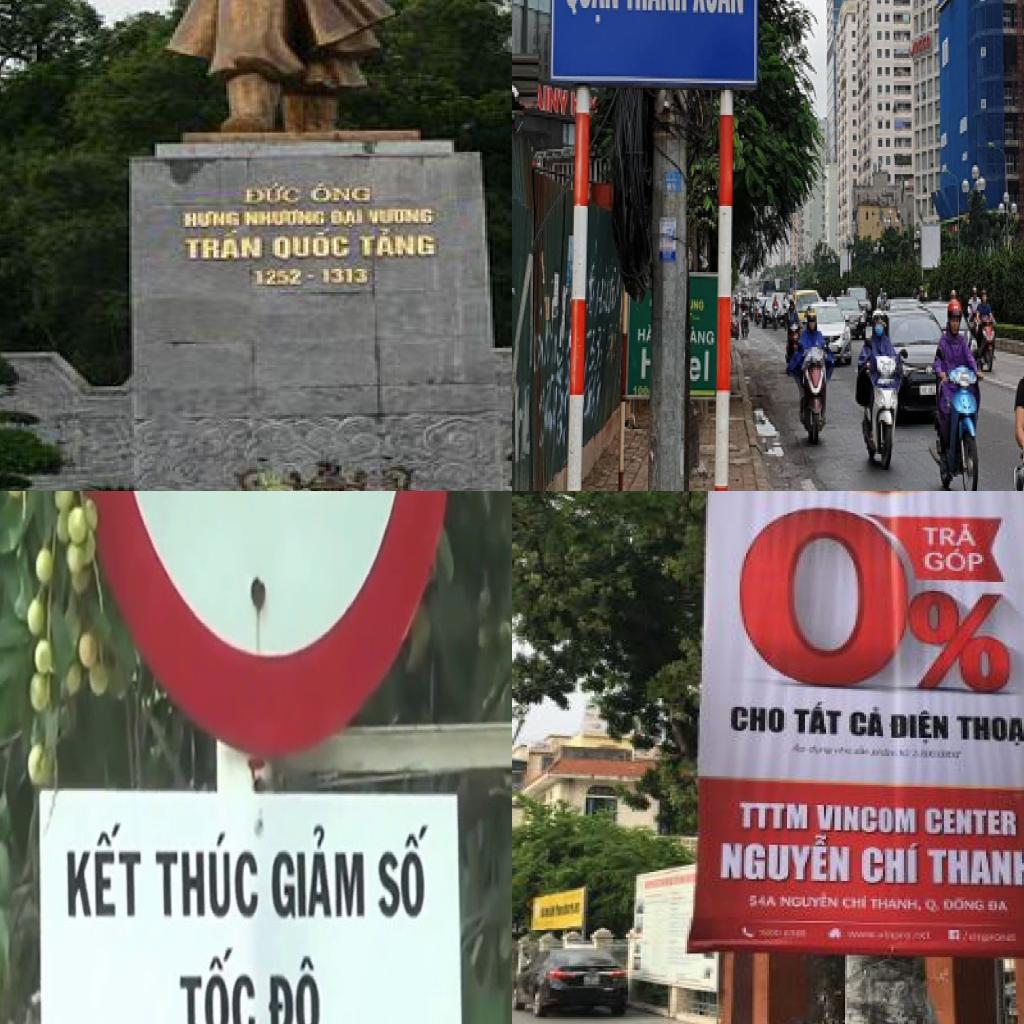 ĐỨC ÔNG
HƯNG NHƯỢNG ĐẠI VƯƠNG
TRẦN QUỐC TẢNG
1252 - 1313
QUẬN THANH XUÂN
KẾT THÚC GIẢM SỐ
TỐC ĐỘ
0%
TRẢ
GÓP
CHO TẤT CẢ ĐIỆN THOẠ
TTTM VINCOM CENTER
NGUYỄN CHÍ THANH
54A NGUYỄN CHÍ THANH, Q. ĐỐNG ĐA